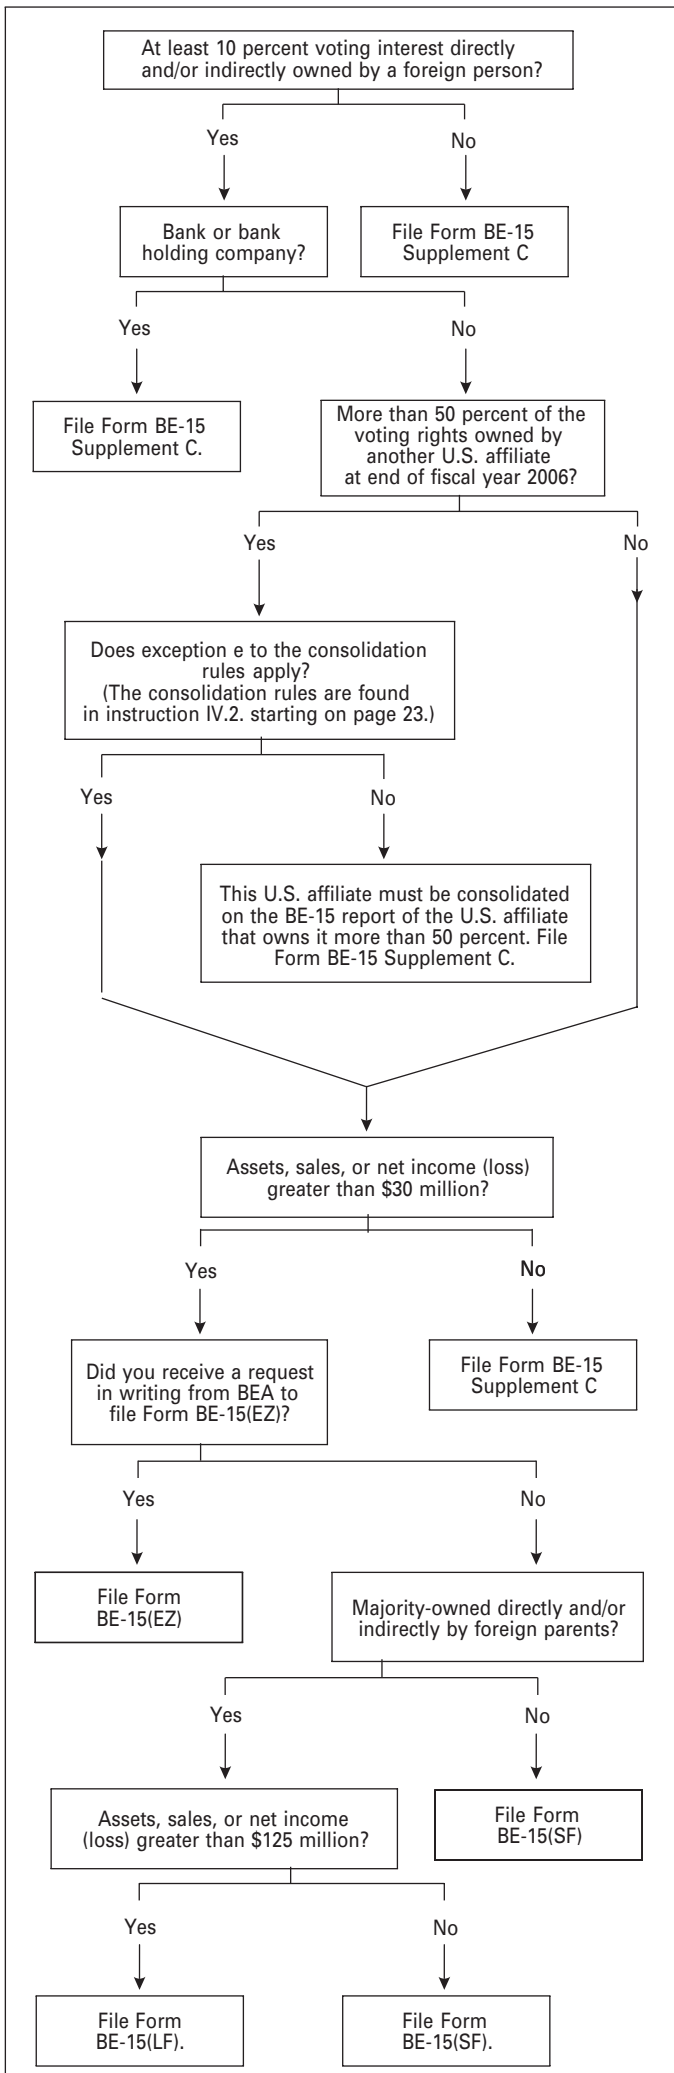 At least 10 percent voting interest directly
and/or indirectly owned by a foreign person?
Yes
No
Bank or bank
holding company?
File Form BE-15
Supplement C
Yes
No
File Form BE-15
Supplement C.
More than 50 percent of the
voting rights owned by
another U.S. affiliate
at end of fiscal year 2006?
Yes
No
Does exception e to the consolidation
rules apply?
(The consolidation rules are found
in instruction IV.2. starting on page 23.)
Yes
No
This U.S. affiliate must be consolidated
on the BE-15 report of the U.S. affiliate
that owns it more than 50 percent. File
Form BE-15 Supplement C.
Assets, sales, or net income (loss)
greater than $30 million?
Yes
No
Did you receive a request
in writing from BEA to
file Form BE-15(EZ)?
File Form BE-15
Supplement C
Yes
No
File Form
BE-15(EZ)
Majority-owned directly and/or
indirectly by foreign parents?
Yes
No
Assets, sales, or net income
(loss) greater than $125 million?
File Form
BE-15(SF)
Yes
No
File Form
BE-15(LF).
File Form
BE-15(SF).